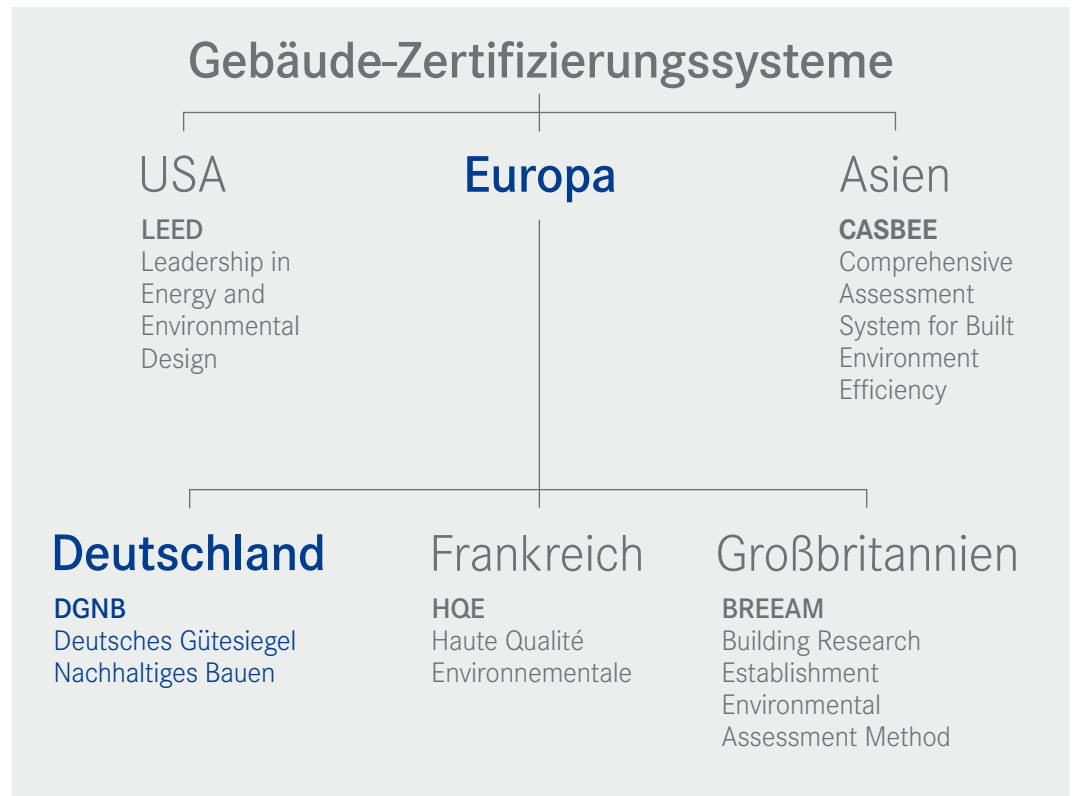 Gebäude-Zertifizierungssysteme
USA
LEED
Leadership in
Energy and
Environmental
Design
Europa
Asien
CASBEE
Comprehensive
Assessment
System for Built
Environment
Efficiency
Deutschland
DGNB
Deutsches Gütesiegel
Nachhaltiges Bauen
Frankreich
HQE
Haute Qualité
Environnementale
Großbritannien
BREEAM
Building Research
Establishment
Environmental
Assessment Method